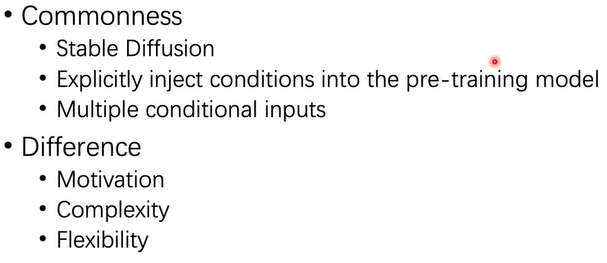 • Commonness
• Stable Diffusion
• Explicitly inject conditions into the pre-training model
• Multiple conditional inputs
• Difference
• Motivation
• Complexity
• Flexibility